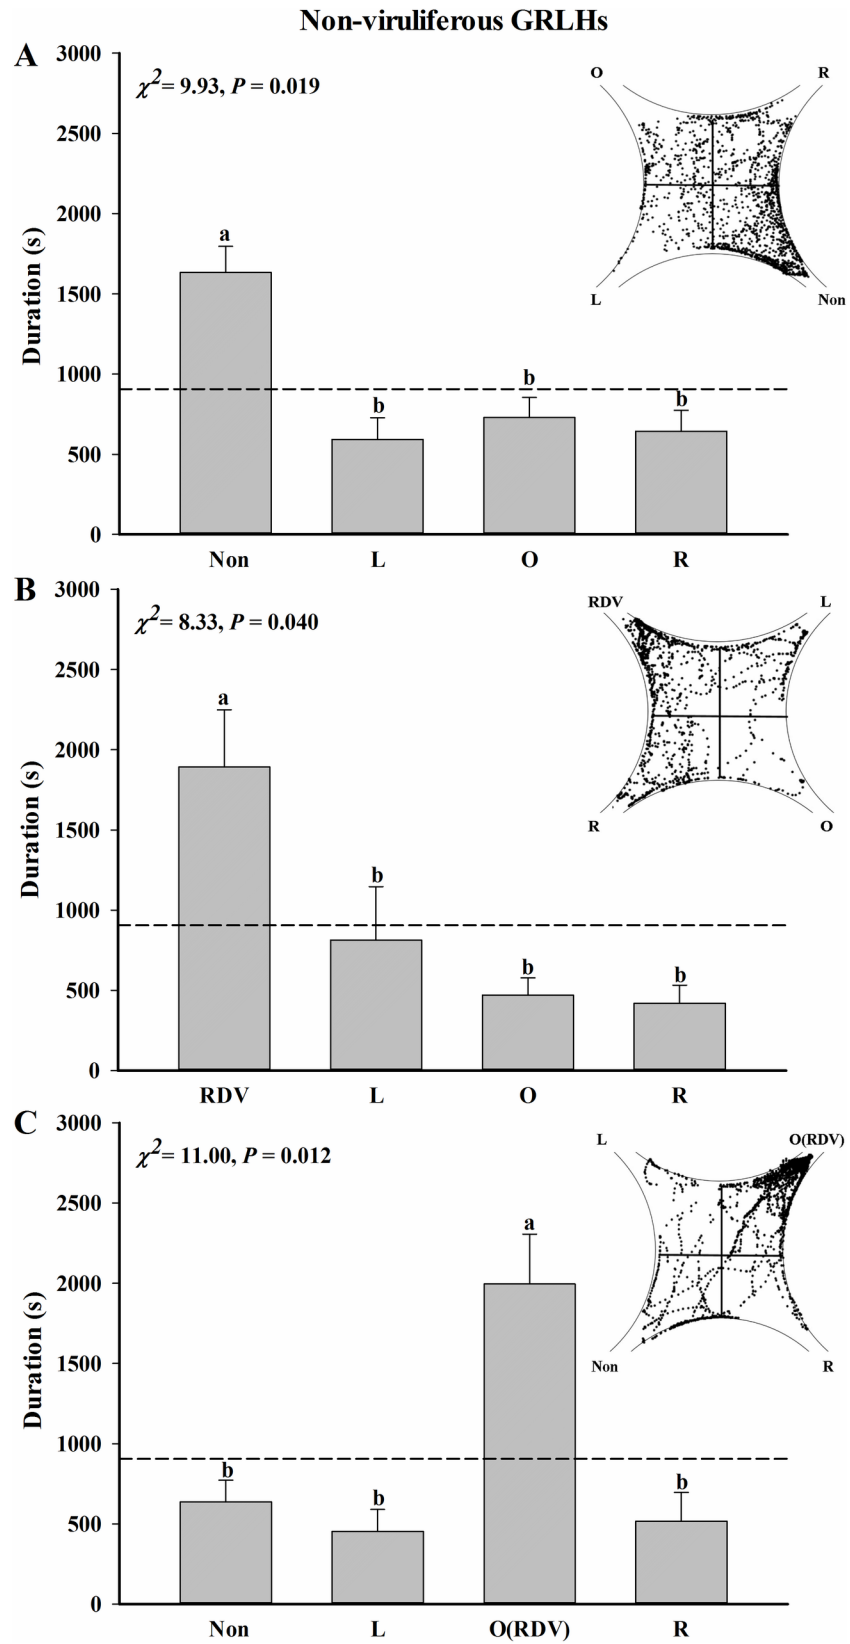 Non-viruliferous GRLHs
A
3000
2500
2000
1500
1000
500
0
Duration (s)
χ²= 9.93, P = 0.019
a
b
b
b
Non L O R
O R
L Non
B
3000
2500
2000
1500
1000
500
0
Duration (s)
χ²= 8.33, P = 0.040
a
b
b
b
RDV L O R
RDV L
R O
C
3000
2500
2000
1500
1000
500
0
Duration (s)
χ²= 11.00, P = 0.012
b
b
a
b
Non L O(RDV) R
L O(RDV)
Non R